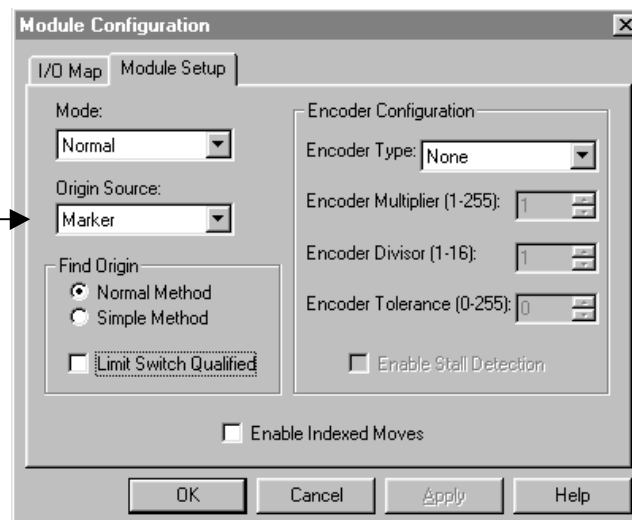 Module Configuration
I/O Map
Module Setup
Mode:
Normal
Origin Source:
Marker
Find Origin
Normal Method
Simple Method
Limit Switch Qualified
Encoder Configuration
Encoder Type: None
Encoder Multiplier (1-255): 1
Encoder Divisor (1-16): 1
Encoder Tolerance (0-255): 0
Enable Stall Detection
Enable Indexed Moves
OK
Cancel
Apply
Help